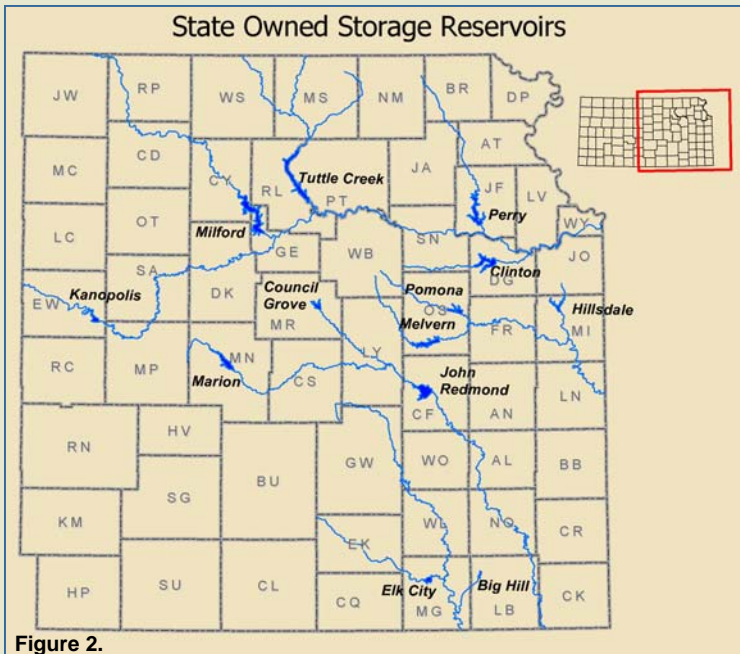 State Owned Storage Reservoirs
JW
RP
WS
MS
NM
BR
DP
MC
CD
CY
RL
Tuttle Creek
PT
JA
AT
JF
LV
Perry
WY
LC
OT
Milford
GE
WB
SN
JO
Clinton
DG
SA
Kanopolis
EW
DK
Council
Grove
MR
Pomona
OS
Melvern
FR
Hillsdale
MI
RC
MP
MN
Marion
CS
LY
John
Redmond
CF
AN
LN
RN
HV
BU
GW
WO
AL
BB
SG
KM
EK
WL
NO
CR
HP
SU
CL
CQ
Elk City
MG
Big Hill
LB
CK
Figure 2.